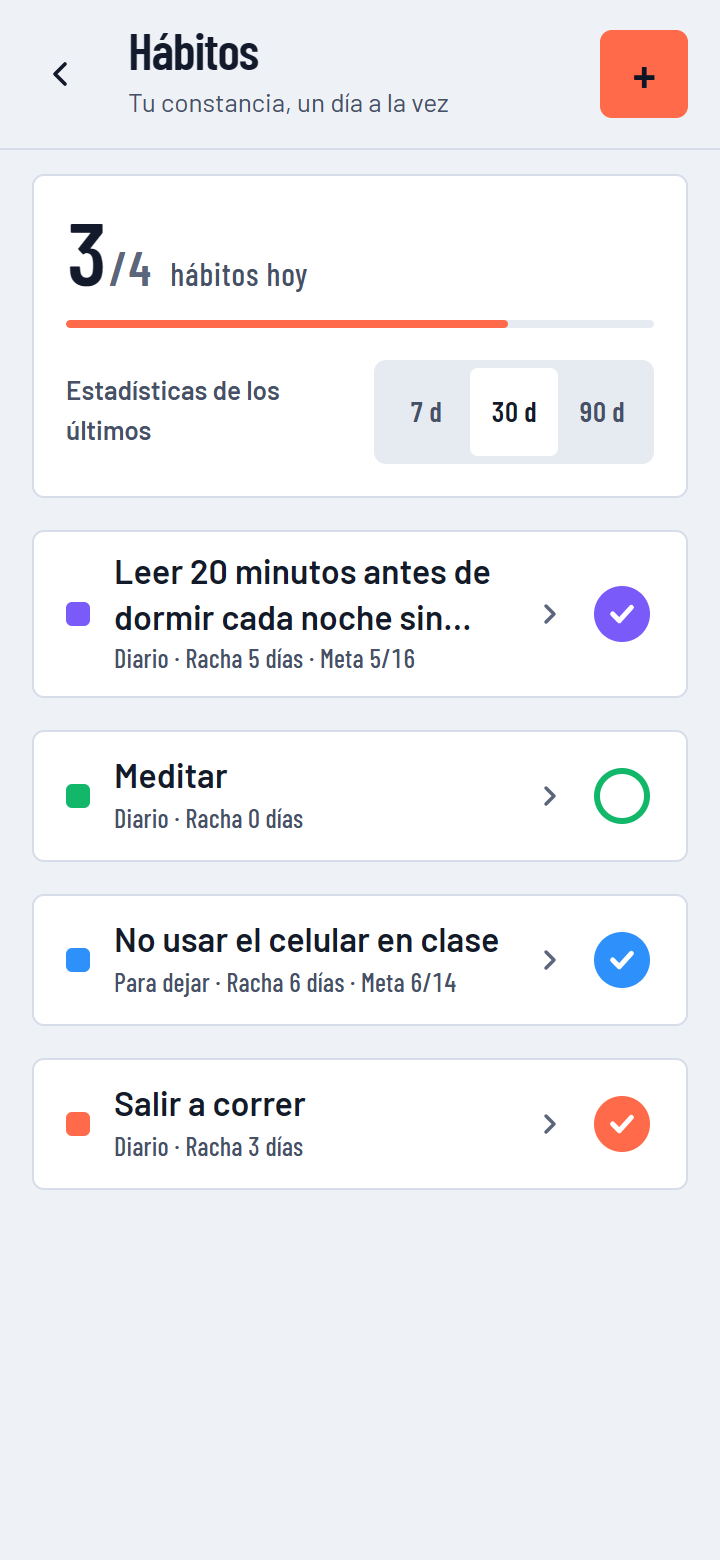 Hábitos
Tu constancia, un día a la vez
+
3/4 hábitos hoy
Estadísticas de los
últimos
7 d
30 d
90 d
Leer 20 minutos antes de
dormir cada noche sin...
Diario · Racha 5 días · Meta 5/16
Meditar
Diario · Racha 0 días
No usar el celular en clase
Para dejar · Racha 6 días · Meta 6/14
Salir a correr
Diario · Racha 3 días